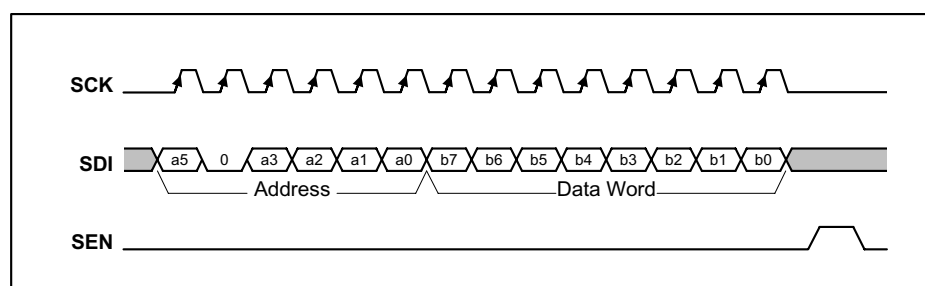 SCK
SDI a5 0 a3 a2 a1 a0 b7 b6 b5 b4 b3 b2 b1 b0
Address Data Word
SEN